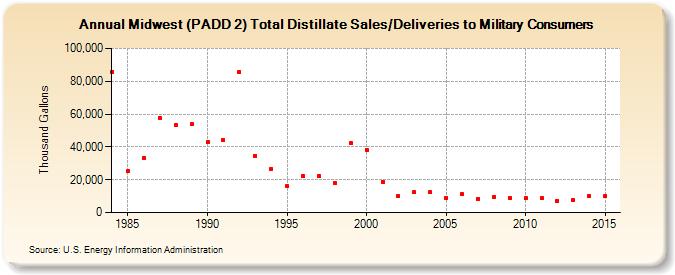 Annual Midwest (PADD 2) Total Distillate Sales/Deliveries to Military Consumers
Thousand Gallons
100,000
80,000
60,000
40,000
20,000
0
1985 1990 1995 2000 2005 2010 2015
Source: U.S. Energy Information Administration